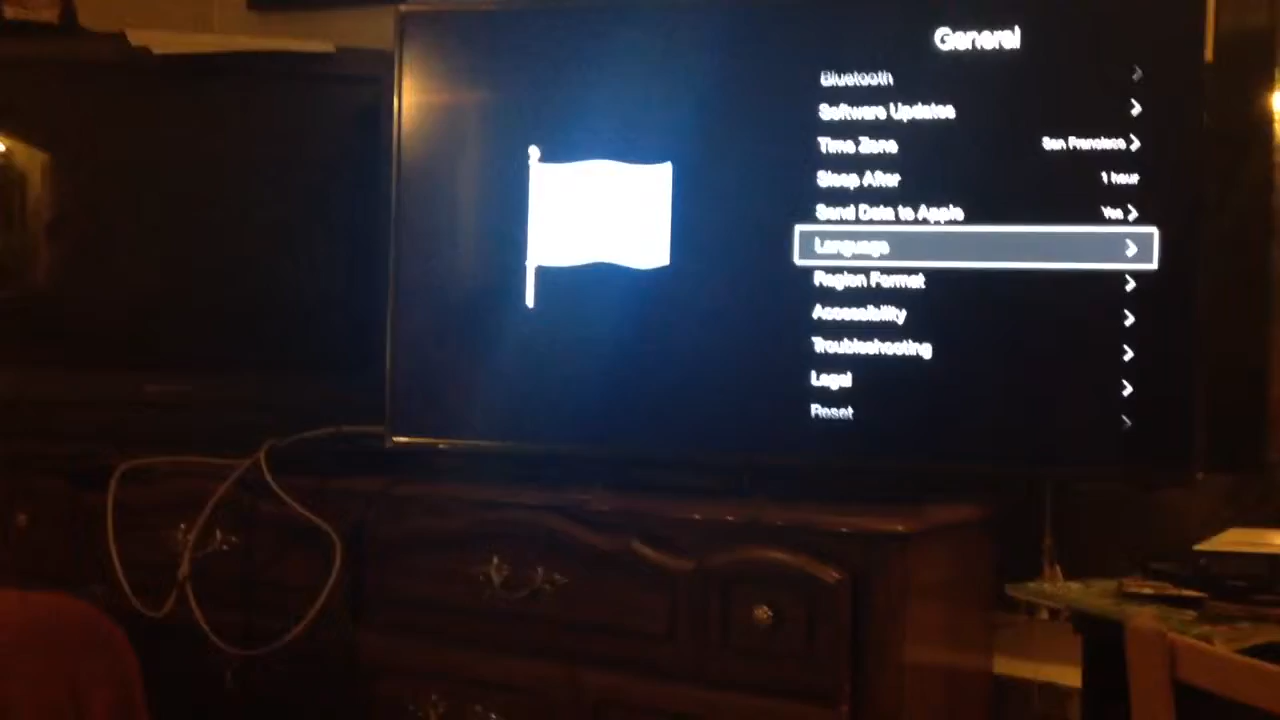 General
Bluetooth
Software Updates
Time Zone San Francisco
Sleep After 1 hour
Send Data to Apple Yes
Language
Region Format
Accessibility
Troubleshooting
Legal
Reset